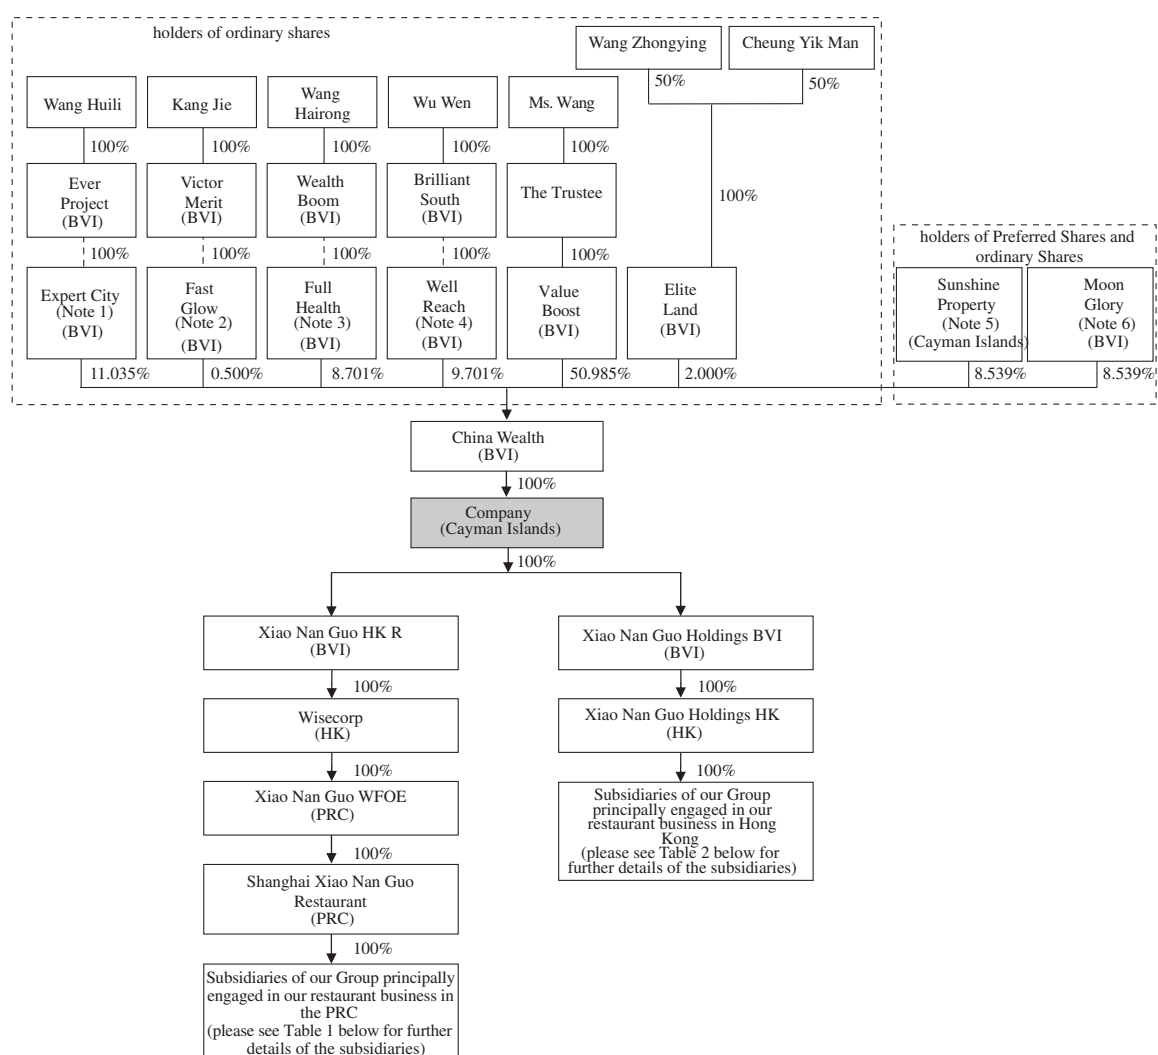 holders of ordinary shares
Wang Zhongying
Cheung Yik Man
50%
50%
Wang Huili
Kang Jie
Wang
Hairong
Wu Wen
Ms. Wang
100%
100%
100%
100%
100%
Ever
Project
(BVI)
Victor
Merit
(BVI)
Wealth
Boom
(BVI)
Brilliant
South
(BVI)
The Trustee
100%
100%
100%
100%
100%
100%
holders of Preferred Shares and
ordinary Shares
Expert City
(Note 1)
(BVI)
Fast
Glow
(Note 2)
(BVI)
Full
Health
(Note 3)
(BVI)
Well
Reach
(Note 4)
(BVI)
Value
Boost
(BVI)
Elite
Land
(BVI)
Sunshine
Property
(Note 5)
(Cayman Islands)
Moon
Glory
(Note 6)
(BVI)
11.035%
0.500%
8.701%
9.701%
50.985%
2.000%
8.539%
8.539%
China Wealth
(BVI)
100%
Company
(Cayman Islands)
100%
Xiao Nan Guo HK R
(BVI)
Xiao Nan Guo Holdings BVI
(BVI)
100%
100%
Wisecorp
(HK)
Xiao Nan Guo Holdings HK
(HK)
100%
100%
Xiao Nan Guo WFOE
(PRC)
Subsidiaries of our Group
principally engaged in our
restaurant business in Hong
Kong
(please see Table 2 below for
further details of the subsidiaries)
100%
Shanghai Xiao Nan Guo
Restaurant
(PRC)
100%
Subsidiaries of our Group principally
engaged in our restaurant business in
the PRC
(please see Table 1 below for further
details of the subsidiaries)